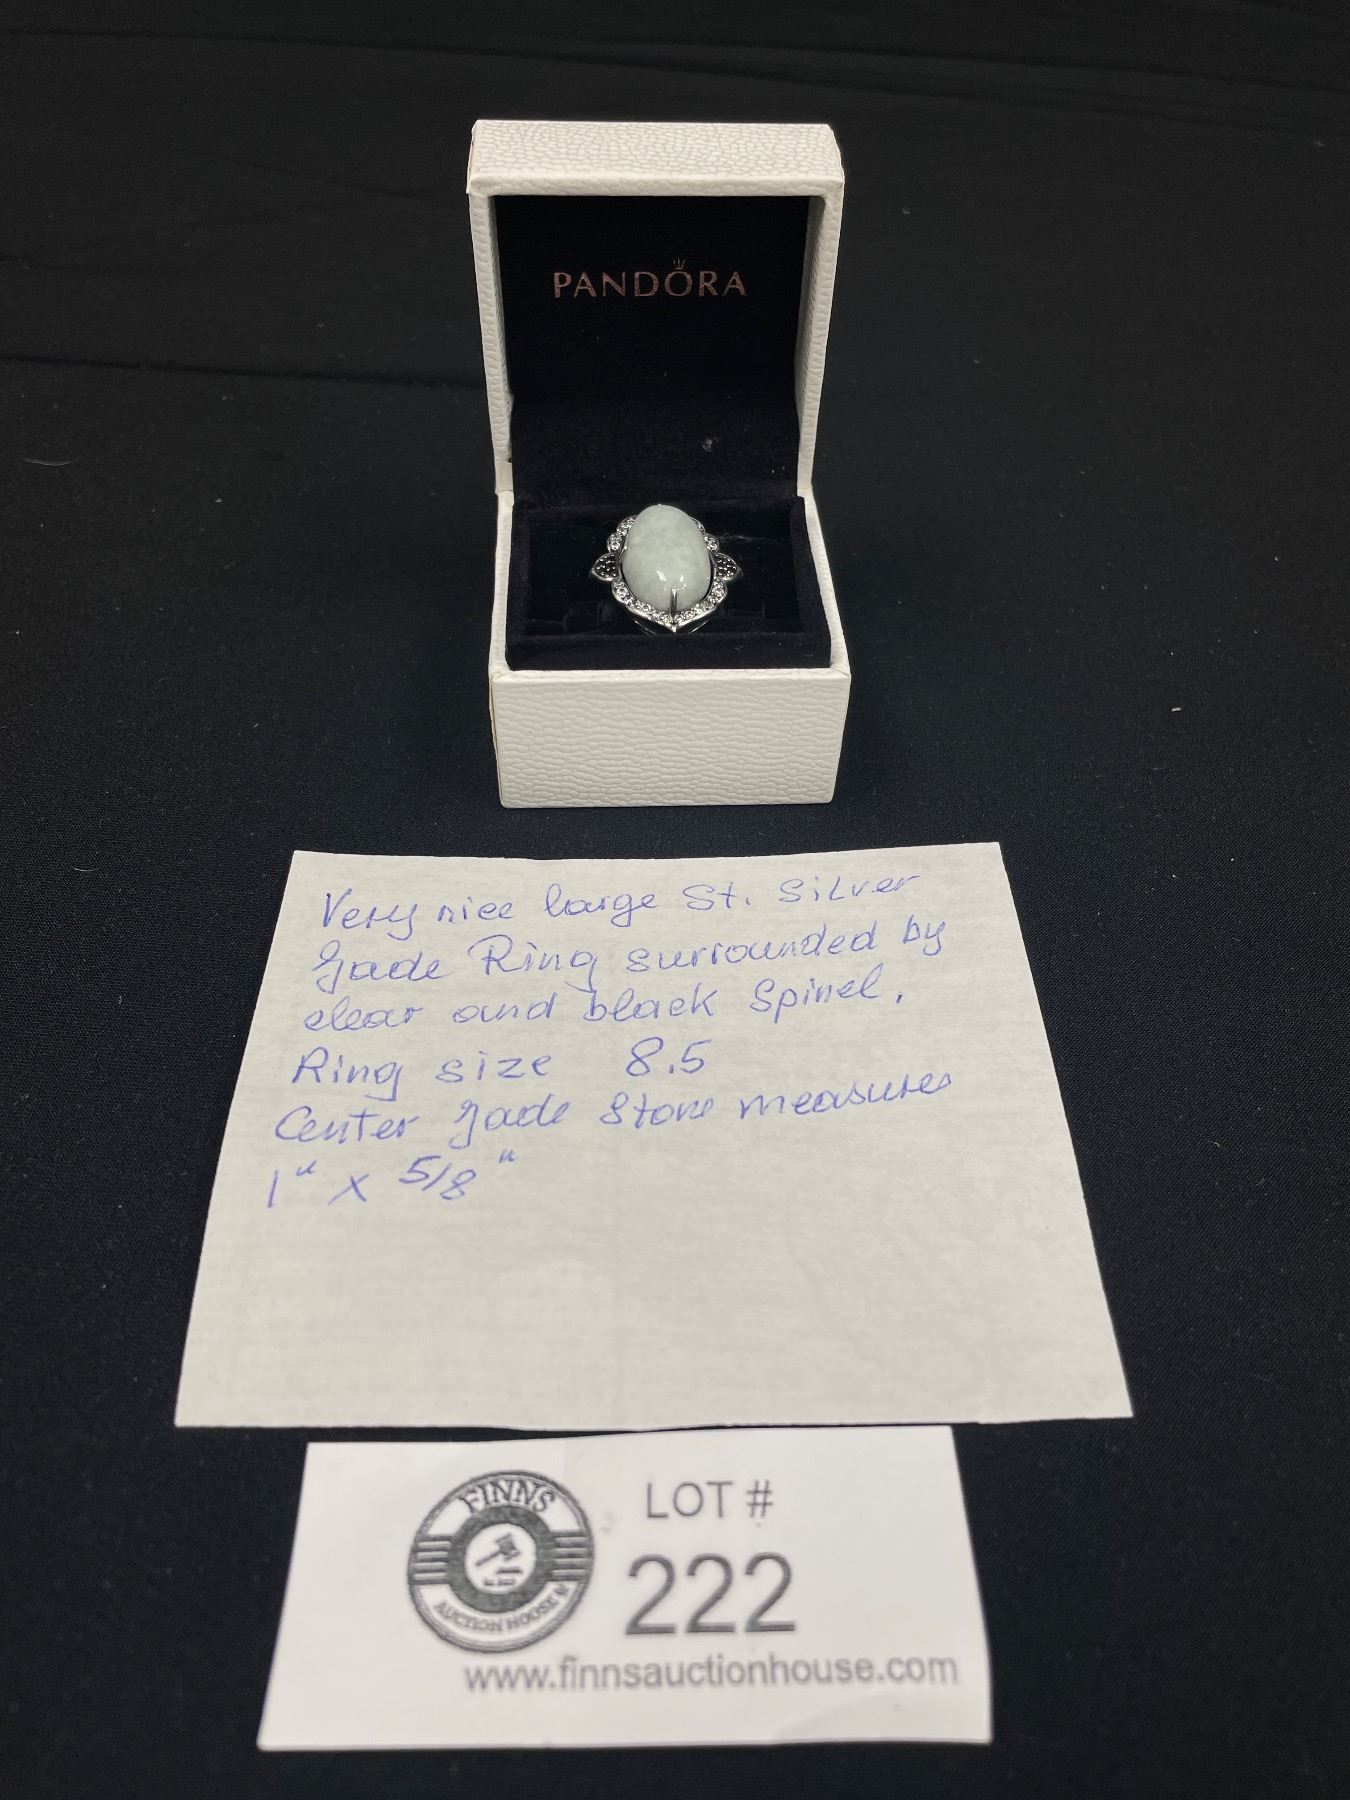 PANDORA
Very nice large St. Silver
Jade Ring surrounded by
clear and black Spinel.
Ring size 8.5
Center Jade Stone measures
1" x 5/8"
FINNS
AUCTION HOUSE
LOT #
222
www.finnsauctionhouse.com